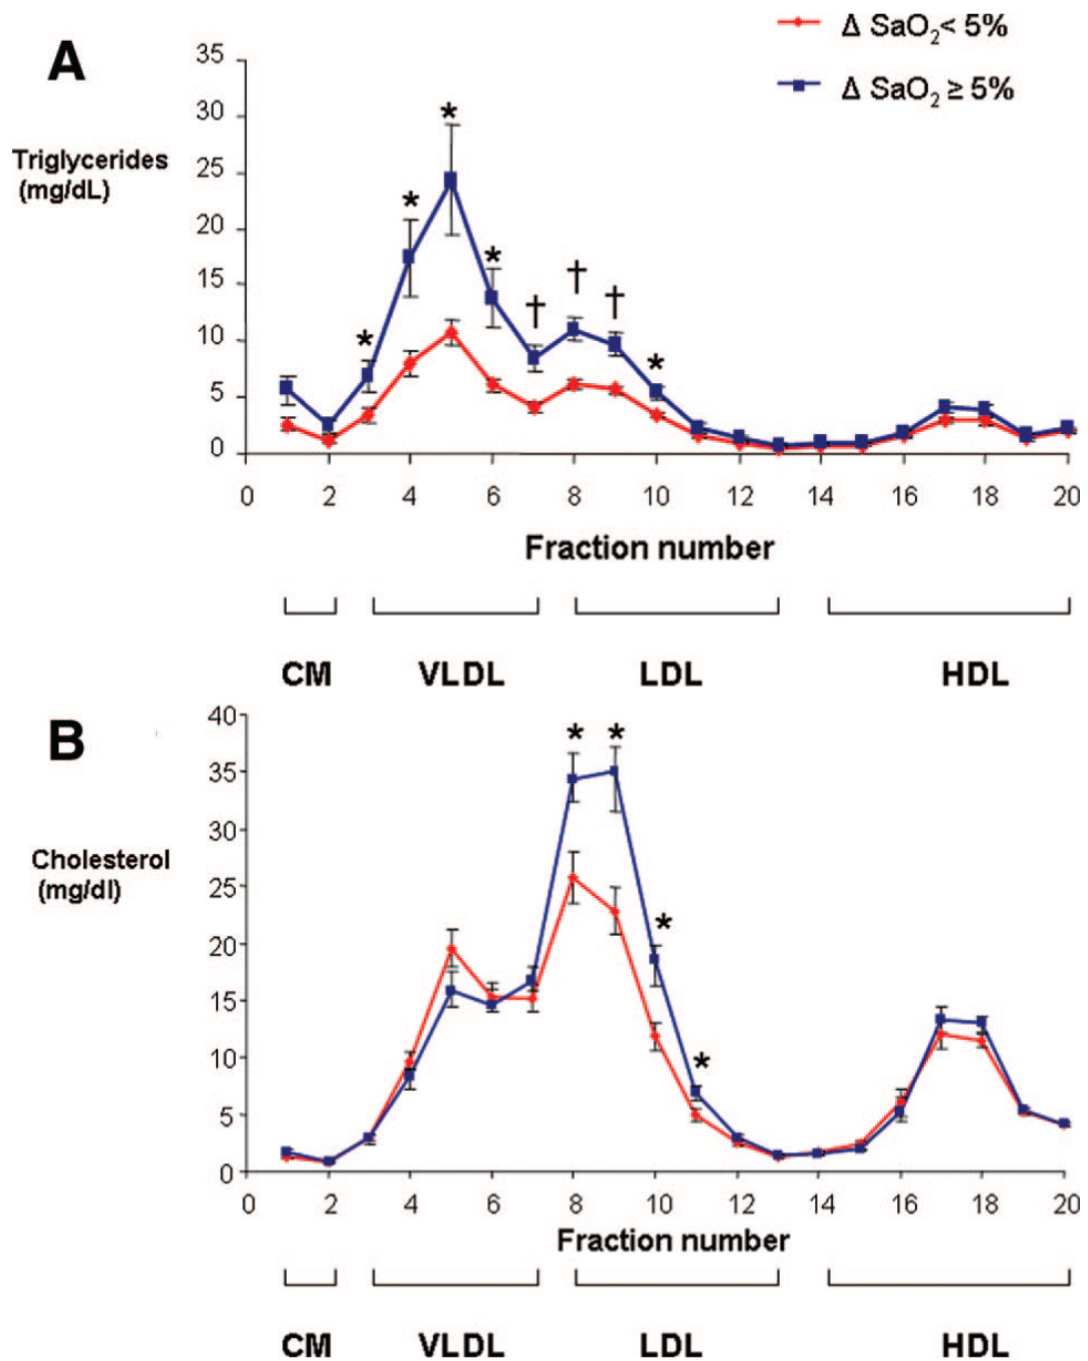 A
Δ SaO₂< 5%
Δ SaO₂ ≥ 5%
Triglycerides
(mg/dL)
35
30
25
20
15
10
5
0
* * * * † † † *
0 2 4 6 8 10 12 14 16 18 20
Fraction number
CM VLDL LDL HDL
B
Cholesterol
(mg/dl)
40
35
30
25
20
15
10
5
0
* * * *
0 2 4 6 8 10 12 14 16 18 20
Fraction number
CM VLDL LDL HDL